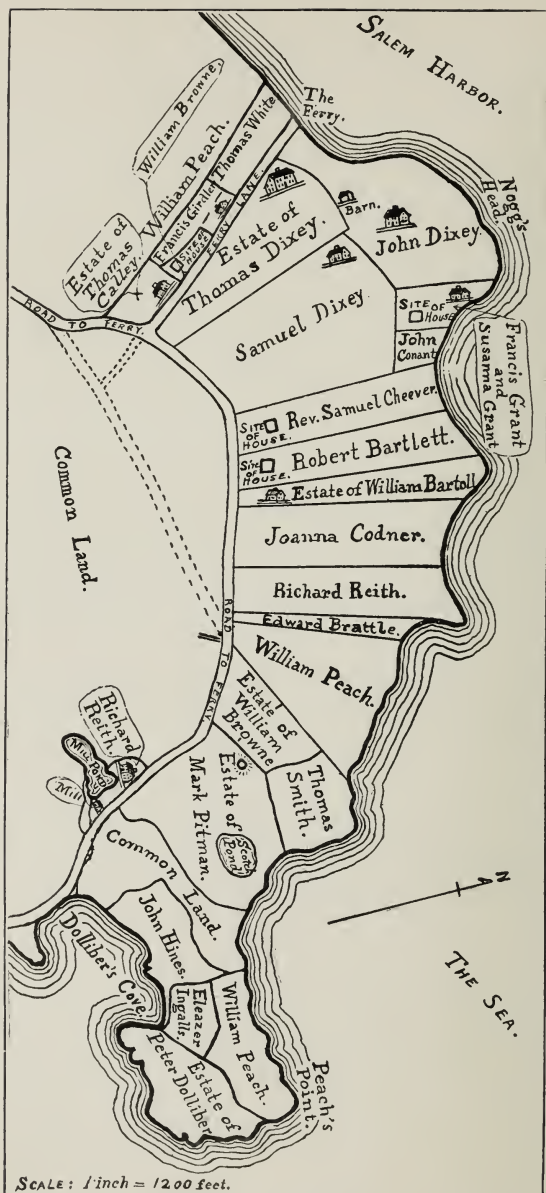 SALEM HARBOR.
The
Ferry.
William Browne.
William Peach.
Thomas White
Francis Girdler
SITE OF
HOUSE
FERRY LANE.
Estate of
Thomas
Calley.
ROAD TO FERRY.
Estate of
Thomas Dixey.
Barn.
John Dixey.
Nogg's
Head.
Samuel Dixey.
SITE OF
HOUSE
John
Conant
Francis Grant
and
Susanna Grant
SITE
OF
HOUSE.
Rev. Samuel Cheever.
SITE
OF
HOUSE.
Robert Bartlett.
Estate of William Bartoll
Common Land.
Joanna Codner.
Richard Reith.
Edward Brattle.
ROAD TO FERRY.
William Peach.
Estate of
William
Browne
Thomas
Smith.
Richard
Reith.
Mill Pond
Mill
Estate of
Mark Pitman.
Scotch
Pond
Common Land.
N
THE SEA.
John Hines.
Dolliber's Cove.
Eleazer
Ingalls.
William Peach.
Estate of
Peter Dolliber
Peach's
Point.
SCALE: 1 inch = 1200 feet.